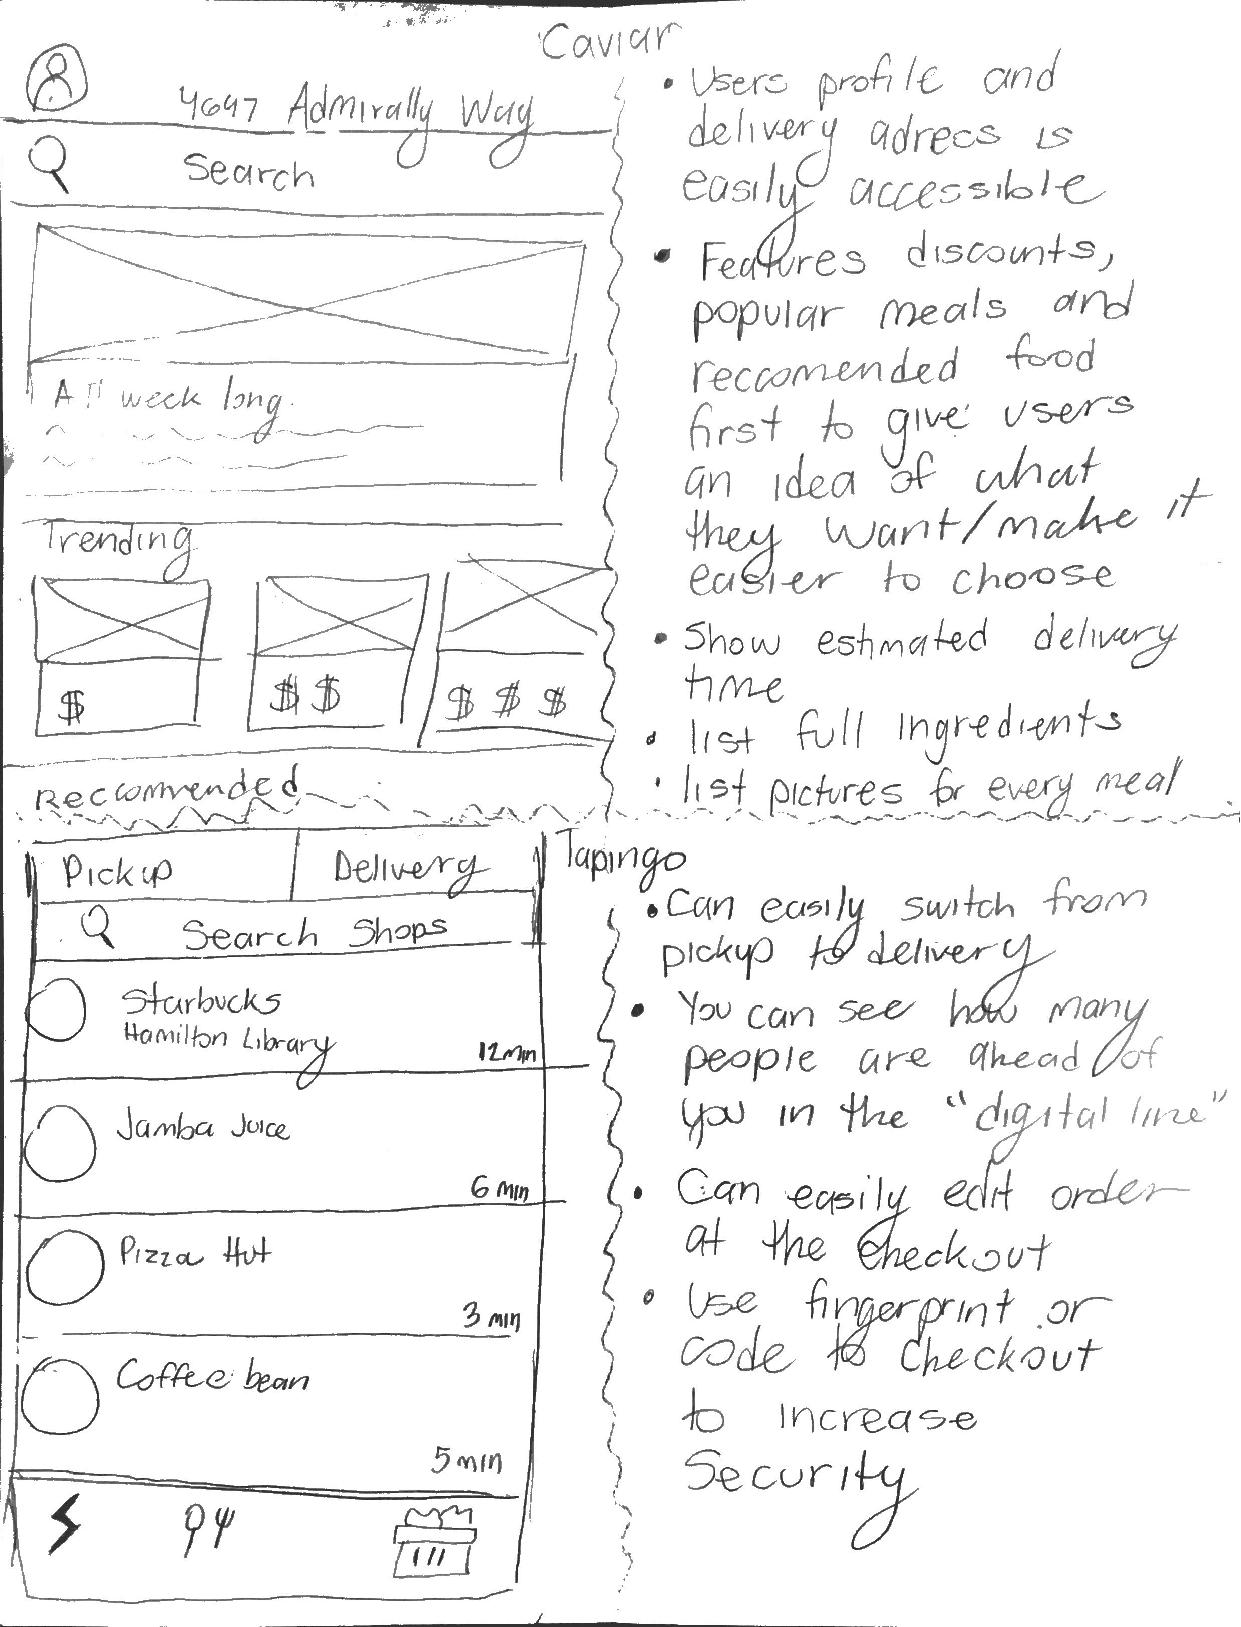 Caviar
4697 Admirally Way
Search
All week long.
Trending
$
$ $
$ $ $
Reccomvended
• Users profile and
delivery adrecs is
easily accessible
• Features discounts,
popular meals and
reccomended food
first to give users
an idea of what
they want/make it
easier to choose
• Show estimated delivery
time
• list full ingredients
• list pictures for every meal
Pickup
Delivery
Search Shops
Starbucks
Hamilton Library
12 min
Jamba Juice
6 min
Pizza Hut
3 min
Coffee bean
5 min
Tapingo
• Can easily switch from
pickup to delivery
• You can see how many
people are ahead of
you in the "digital line"
• Can easily edit order
at the checkout
• Use fingerprint or
code to checkout
to increase
Security